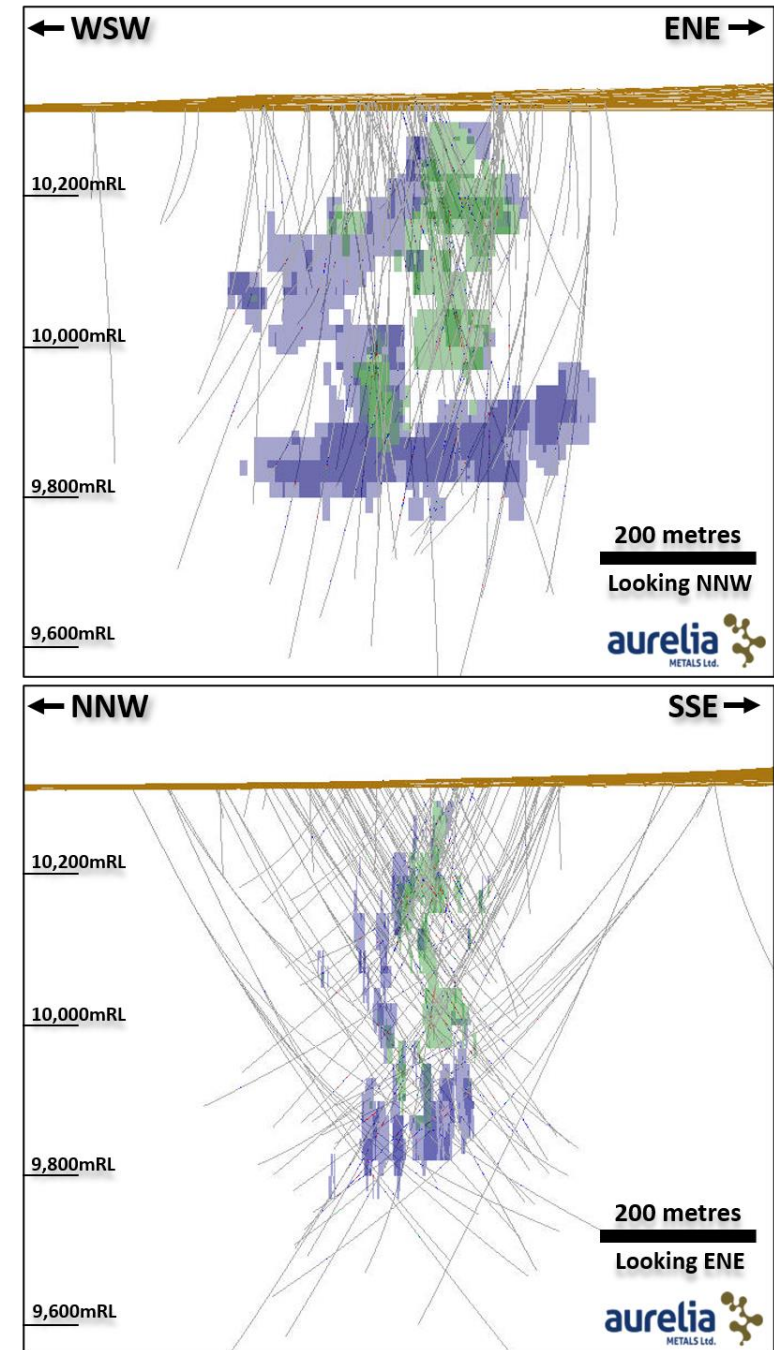 ← WSW
ENE →
10,200mRL
10,000mRL
9,800mRL
9,600mRL
200 metres
Looking NNW
aurelia
METALS Ltd.
← NNW
SSE →
10,200mRL
10,000mRL
9,800mRL
9,600mRL
200 metres
Looking ENE
aurelia
METALS Ltd.